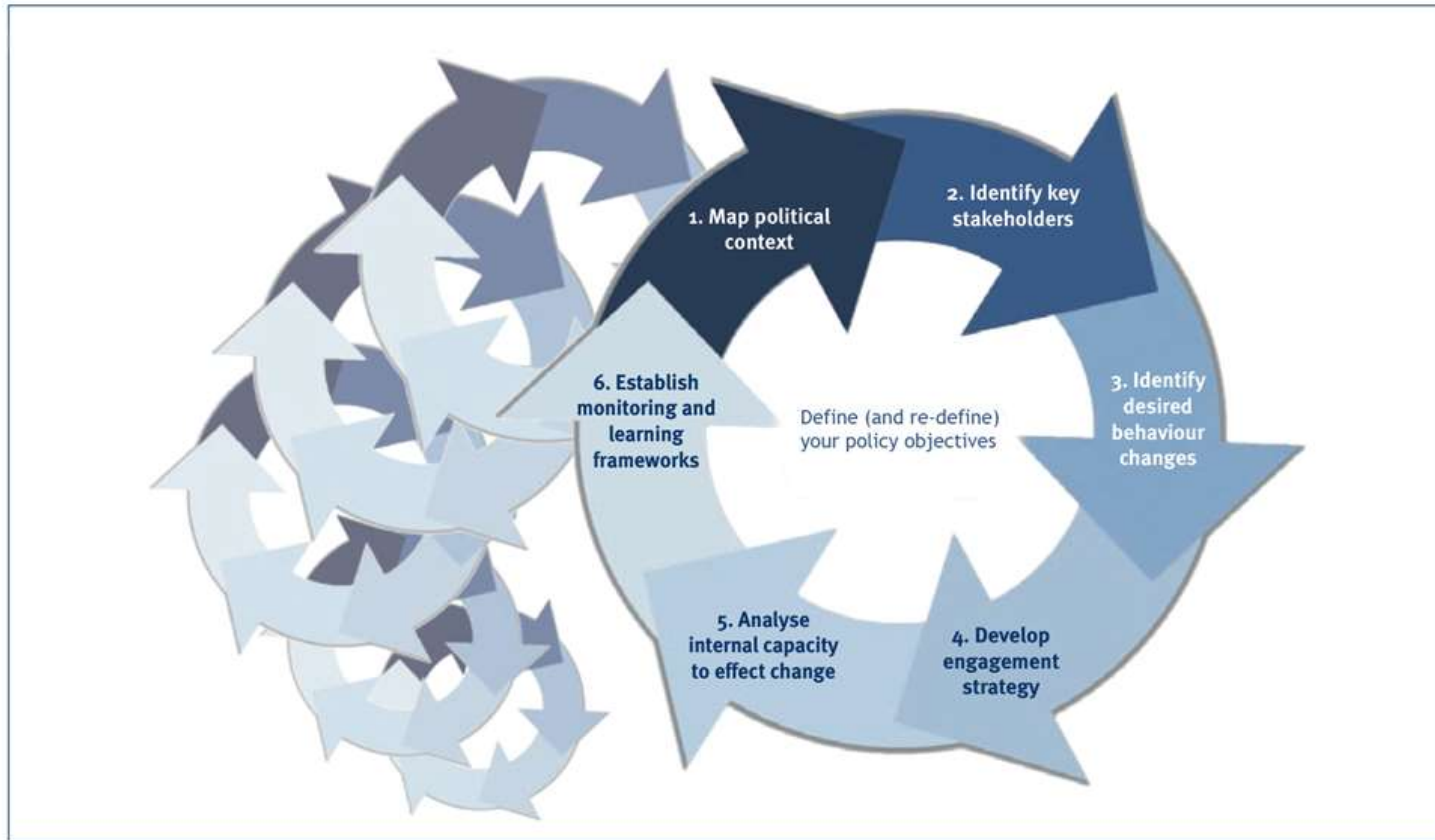 1. Map political
context
2. Identify key
stakeholders
3. Identify
desired
behaviour
changes
4. Develop
engagement
strategy
5. Analyse
internal capacity
to effect change
6. Establish
monitoring and
learning
frameworks
Define (and re-define)
your policy objectives